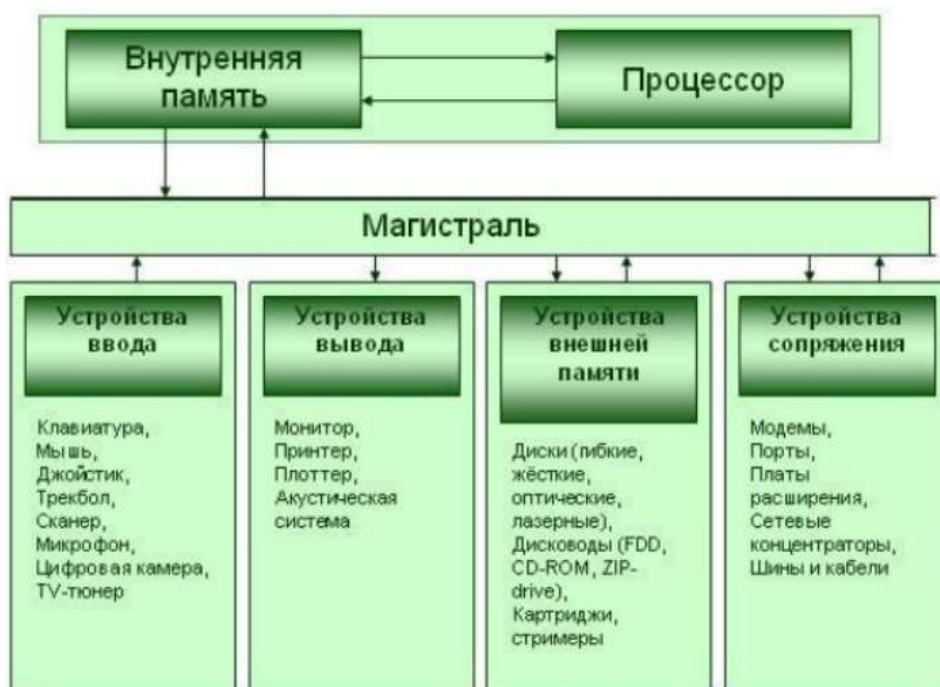 Внутренняя
память
Процессор
Магистраль
Устройства
ввода
Клавиатура,
Мышь,
Джойстик,
Трекбол,
Сканер,
Микрофон,
Цифровая камера,
TV-тюнер
Устройства
вывода
Монитор,
Принтер,
Плоттер,
Акустическая
система
Устройства
внешней
памяти
Диски (гибкие,
жёсткие,
оптические,
лазерные),
Дисководы (FDD,
CD-ROM, ZIP-
drive),
Картриджи,
стримеры
Устройства
сопряжения
Модемы,
Порты,
Платы
расширения,
Сетевые
концентраторы,
Шины и кабели